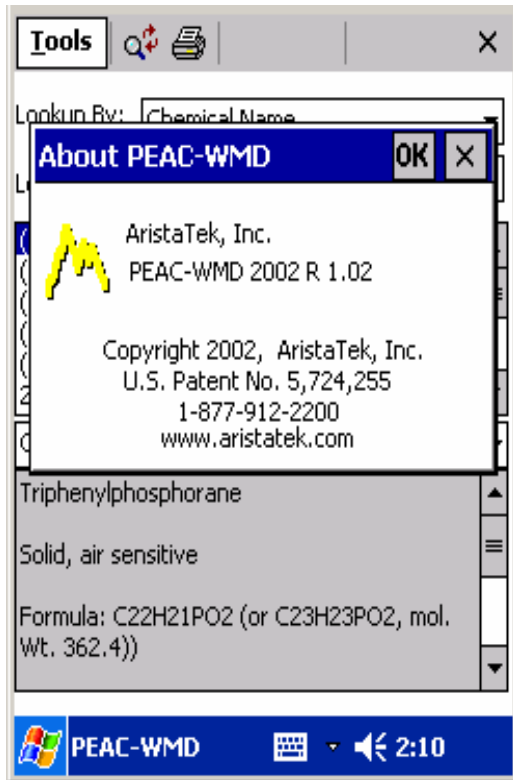 Tools
Lookup By: Chemical Name
About PEAC-WMD OK
AristaTek, Inc.
PEAC-WMD 2002 R 1.02
Copyright 2002, AristaTek, Inc.
U.S. Patent No. 5,724,255
1-877-912-2200
www.aristatek.com
Triphenylphosphorane
Solid, air sensitive
Formula: C22H21PO2 (or C23H23PO2, mol.
Wt. 362.4))
PEAC-WMD 2:10